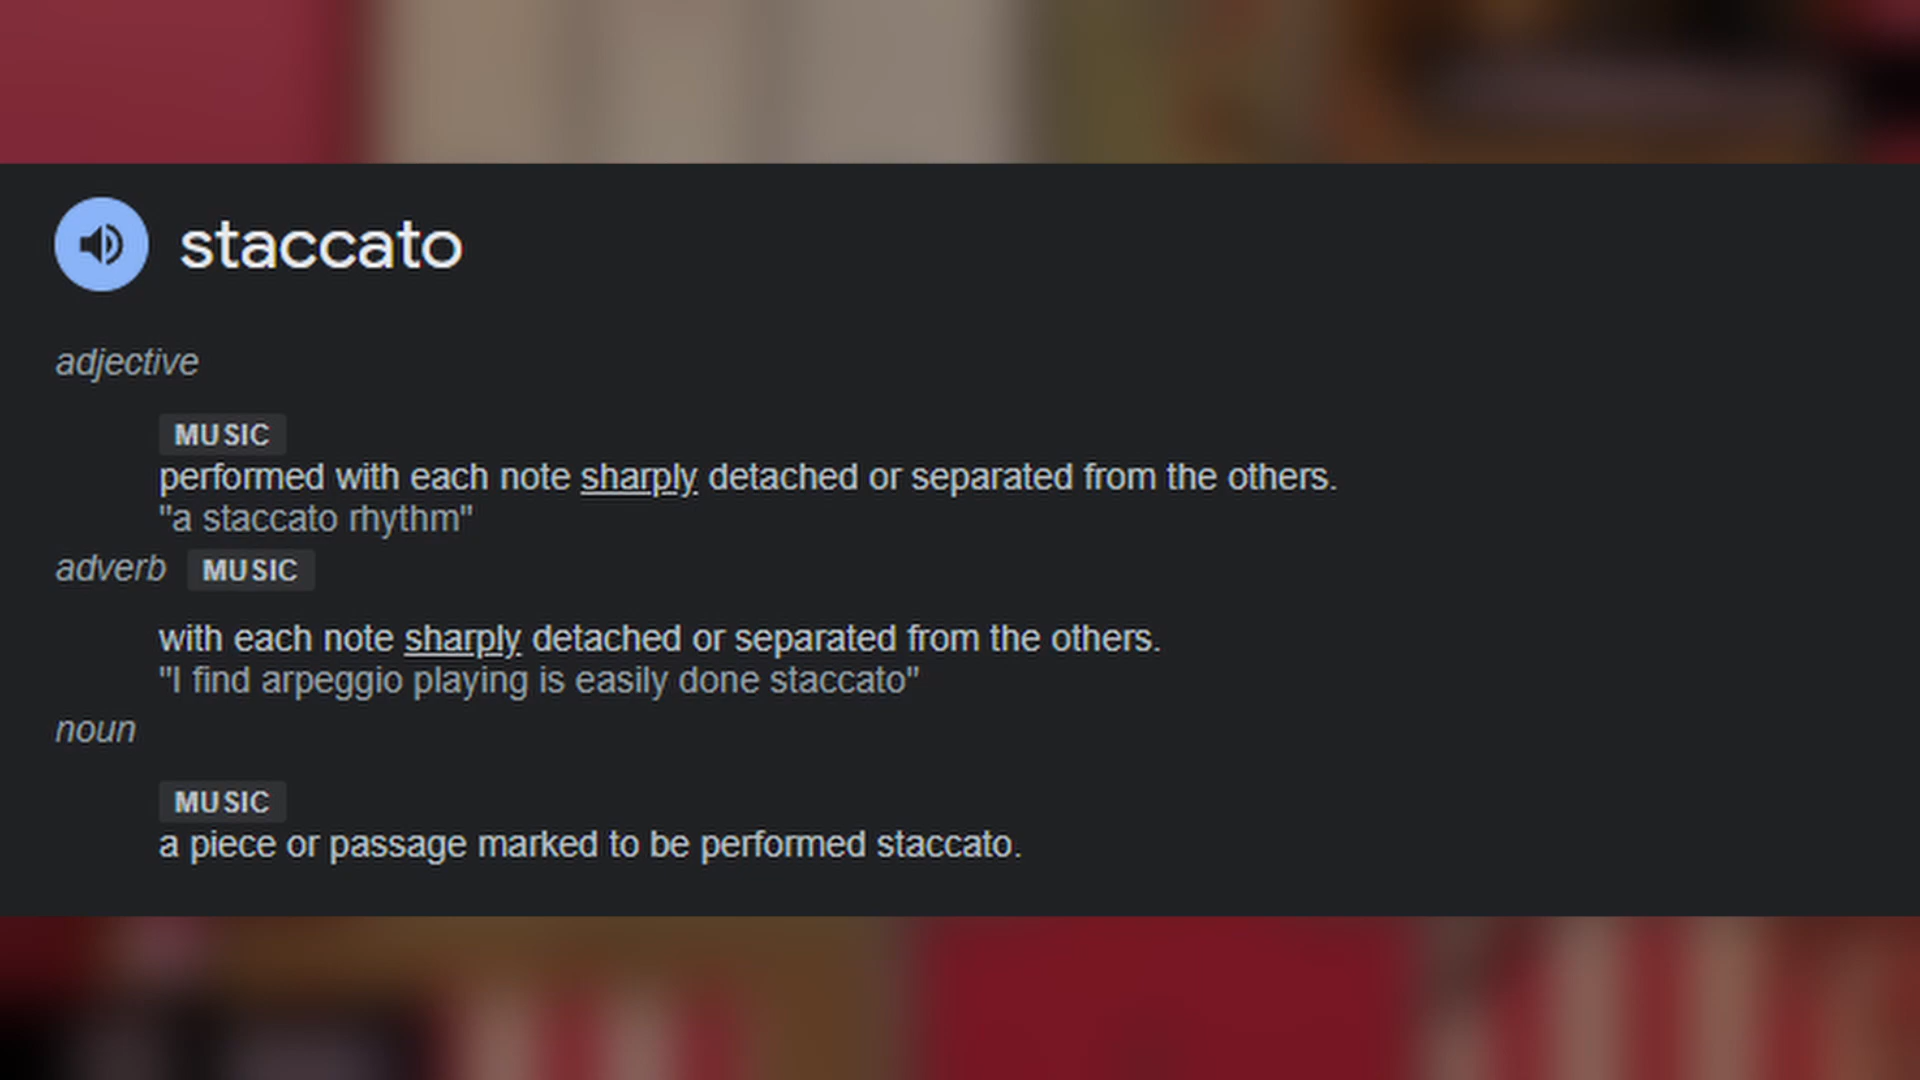 staccato
adjective
MUSIC
performed with each note sharply detached or separated from the others.
"a staccato rhythm"
adverb MUSIC
with each note sharply detached or separated from the others.
"I find arpeggio playing is easily done staccato"
noun
MUSIC
a piece or passage marked to be performed staccato.